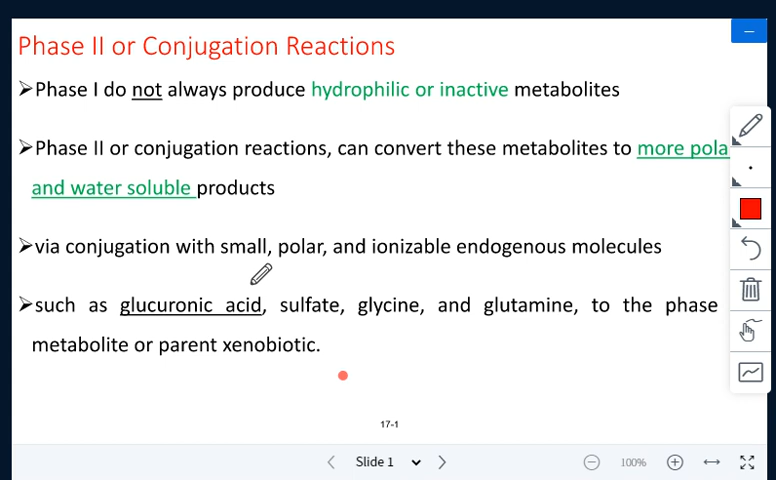 Phase II or Conjugation Reactions
➢Phase I do not always produce hydrophilic or inactive metabolites
➢Phase II or conjugation reactions, can convert these metabolites to more pola
and water soluble products
➢via conjugation with small, polar, and ionizable endogenous molecules
➢such as glucuronic acid, sulfate, glycine, and glutamine, to the phase
metabolite or parent xenobiotic.
17-1
Slide 1
100%